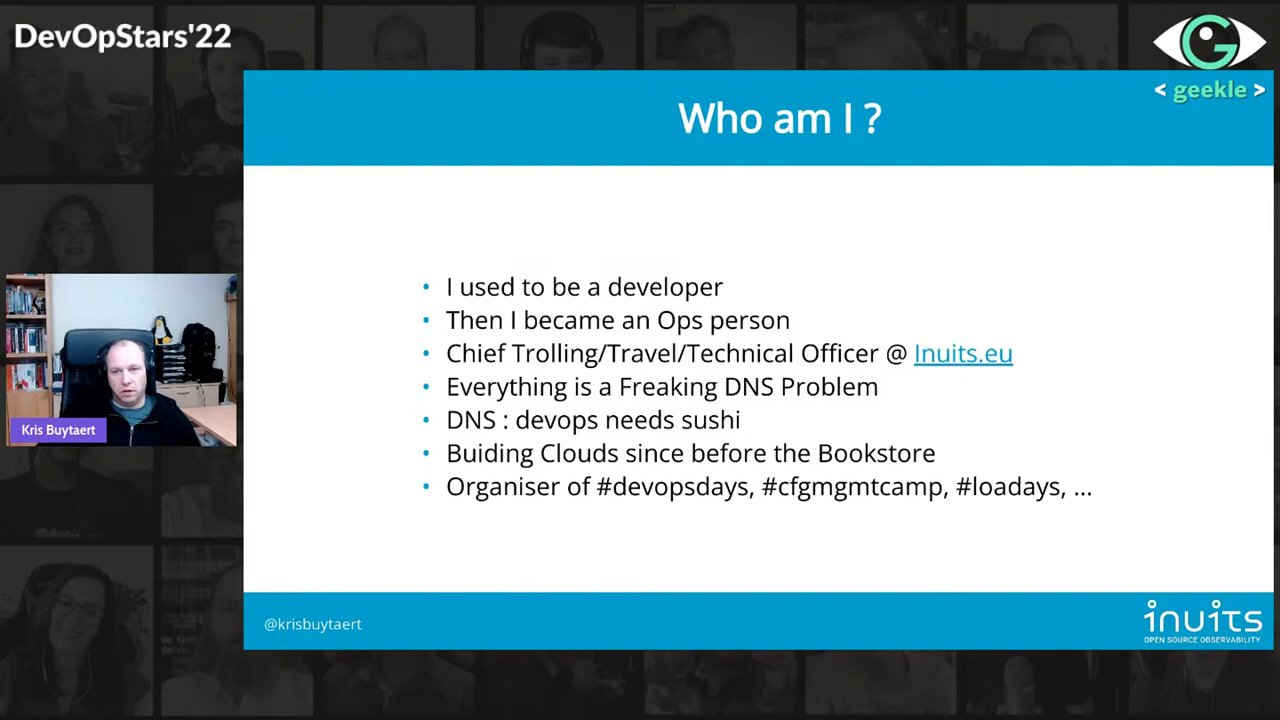 DevOpStars'22
G
< geekle >
Who am I ?
• I used to be a developer
• Then I became an Ops person
• Chief Trolling/Travel/Technical Officer @ Inuits.eu
• Everything is a Freaking DNS Problem
• DNS : devops needs sushi
• Buiding Clouds since before the Bookstore
• Organiser of #devopsdays, #cfgmgmtcamp, #loadays, ...
Kris Buytaert
@krisbuytaert
inuits
OPEN SOURCE OBSERVABILITY